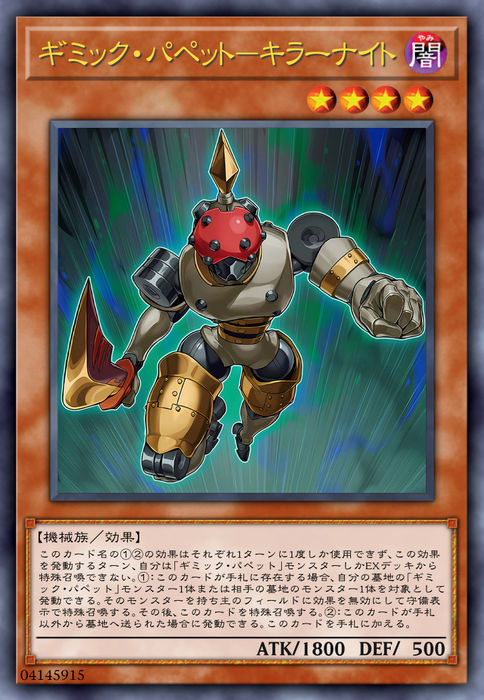 ギミック・パペット－キラーナイト
やみ
闇
【機械族／効果】
このカード名の①②の効果はそれぞれ1ターンに1度しか使用できず、この効果
を発動するターン、自分は「ギミック・パペット」モンスターしかEXデッキから
特殊召喚できない。①：このカードが手札に存在する場合、自分の墓地の「ギミ
ック・パペット」モンスター1体または相手の墓地のモンスター1体を対象として
発動できる。そのモンスターを持ち主のフィールドに効果を無効にして守備表
示で特殊召喚する。その後、このカードを特殊召喚する。②：このカードが手札
以外から墓地へ送られた場合に発動できる。このカードを手札に加える。
ATK/1800 DEF/ 500
04145915